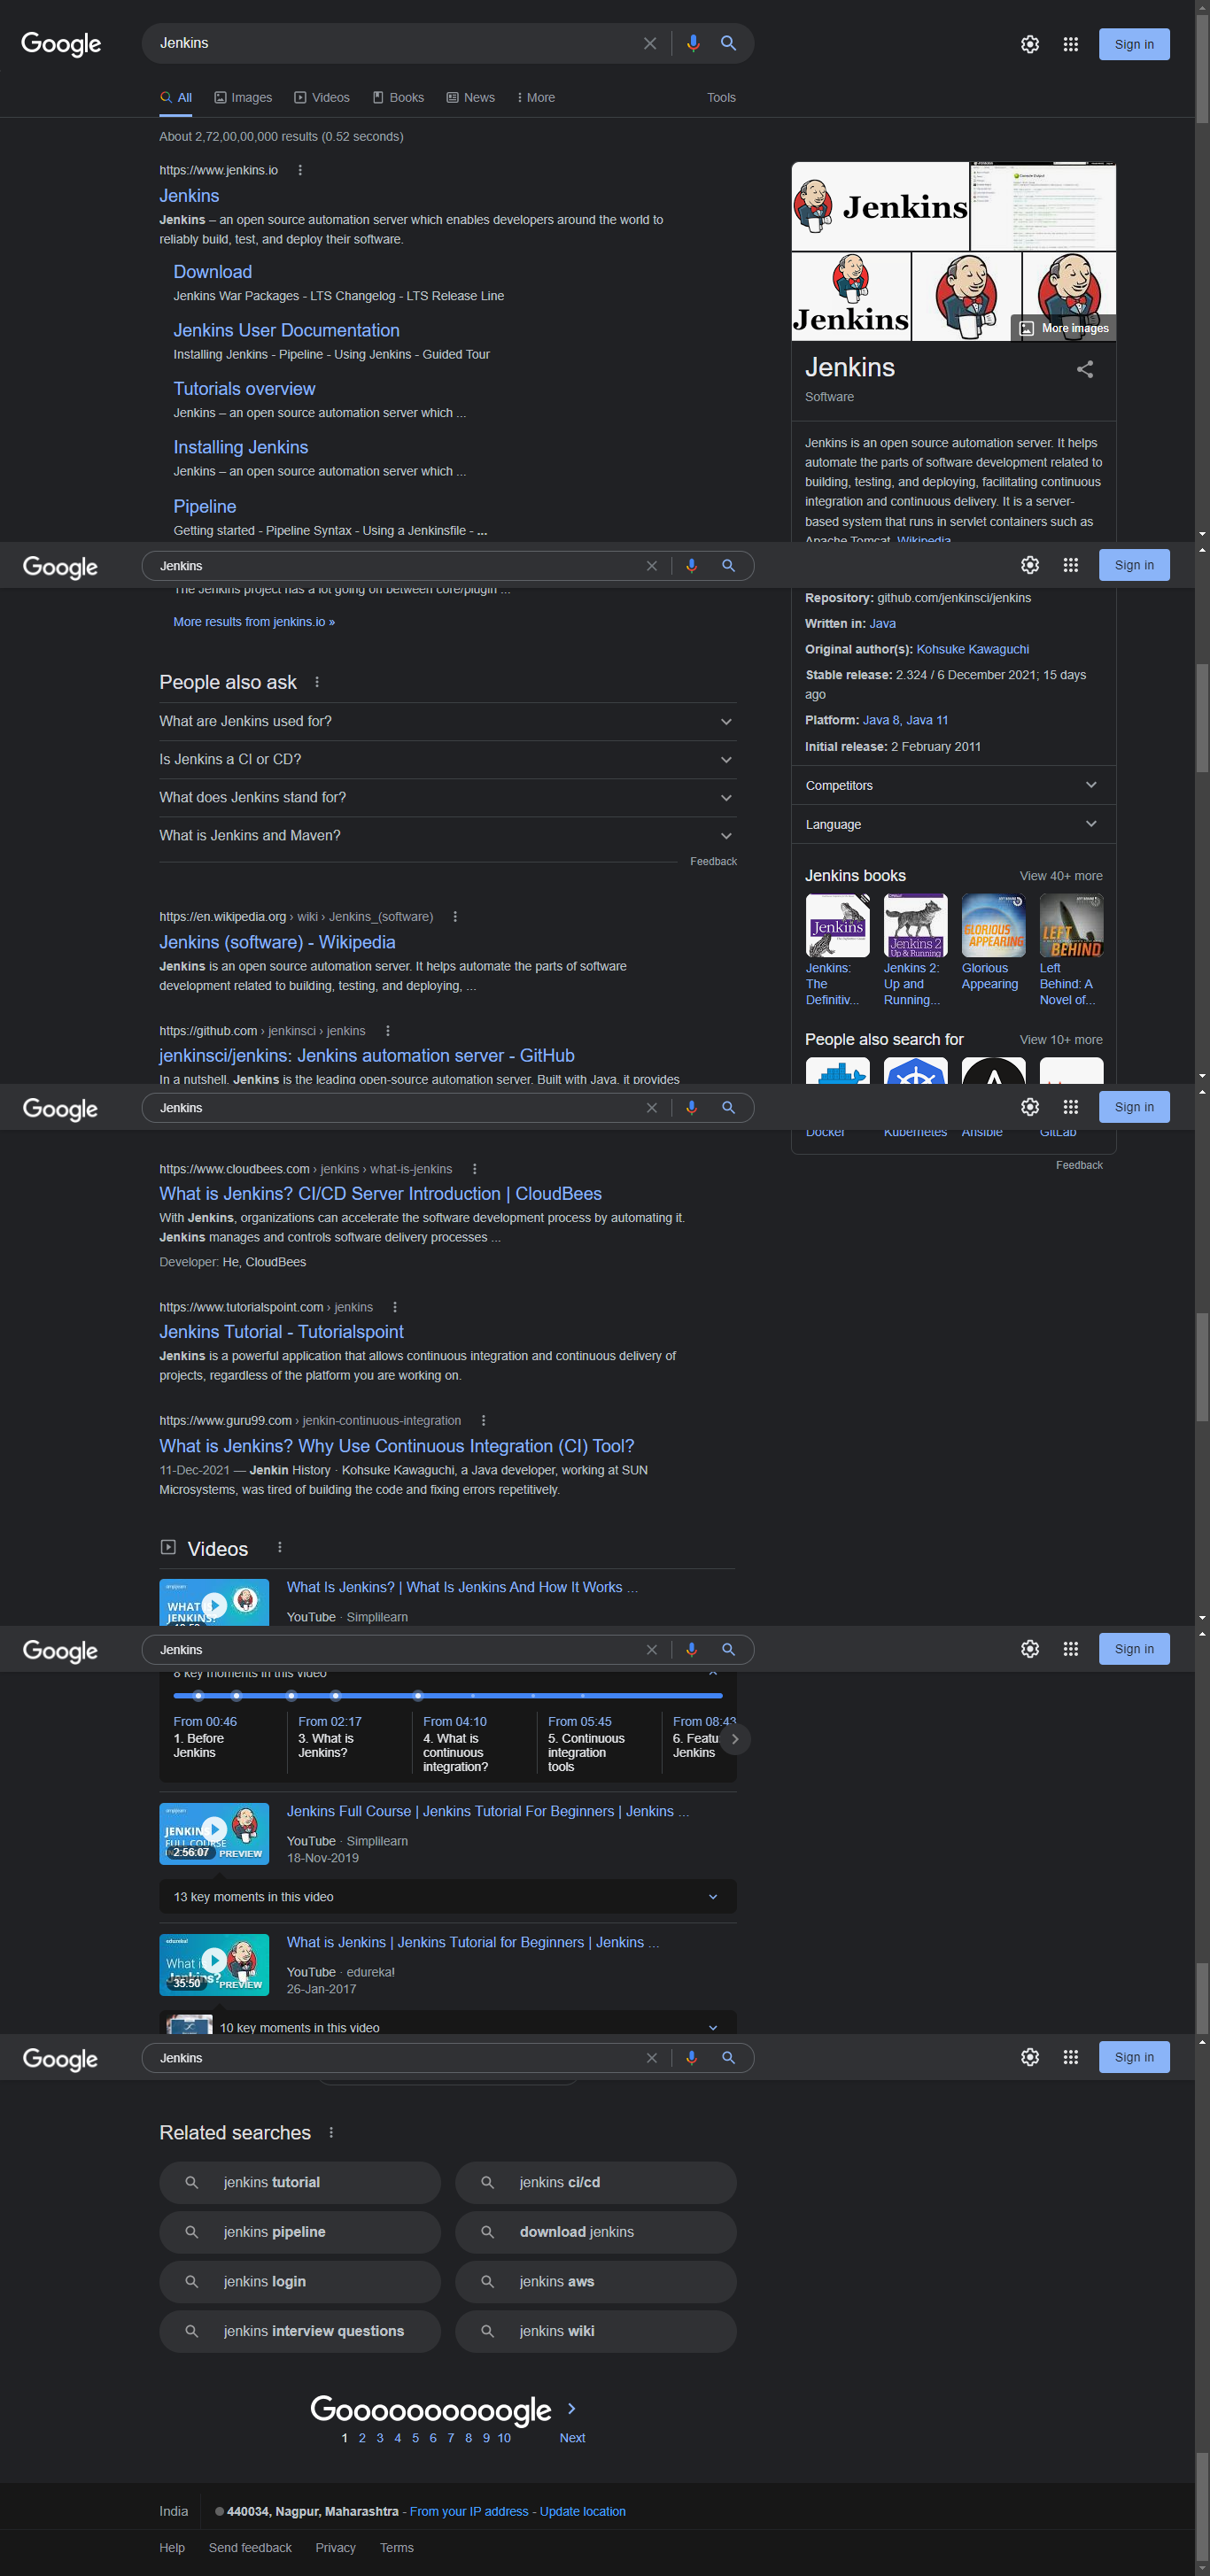 Google
Jenkins
Sign in
All
Images
Videos
Books
News
More
Tools
About 2,72,00,00,000 results (0.52 seconds)
https://www.jenkins.io
Jenkins
Jenkins – an open source automation server which enables developers around the world to
reliably build, test, and deploy their software.
Download
Jenkins War Packages - LTS Changelog - LTS Release Line
Jenkins User Documentation
Installing Jenkins - Pipeline - Using Jenkins - Guided Tour
Tutorials overview
Jenkins – an open source automation server which ...
Installing Jenkins
Jenkins – an open source automation server which ...
Pipeline
Getting started - Pipeline Syntax - Using a Jenkinsfile - ...
Jenkins
Jenkins
More images
Jenkins
Software
Jenkins is an open source automation server. It helps
automate the parts of software development related to
building, testing, and deploying, facilitating continuous
integration and continuous delivery. It is a server-
based system that runs in servlet containers such as
Apache Tomcat. Wikipedia
Google
Jenkins
Sign in
The Jenkins project has a lot going on between core/plugin ...
More results from jenkins.io »
People also ask
What are Jenkins used for?
Is Jenkins a CI or CD?
What does Jenkins stand for?
What is Jenkins and Maven?
Feedback
https://en.wikipedia.org › wiki › Jenkins_(software)
Jenkins (software) - Wikipedia
Jenkins is an open source automation server. It helps automate the parts of software
development related to building, testing, and deploying, ...
https://github.com › jenkinsci › jenkins
jenkinsci/jenkins: Jenkins automation server - GitHub
In a nutshell, Jenkins is the leading open-source automation server. Built with Java, it provides
Repository: github.com/jenkinsci/jenkins
Written in: Java
Original author(s): Kohsuke Kawaguchi
Stable release: 2.324 / 6 December 2021; 15 days
ago
Platform: Java 8, Java 11
Initial release: 2 February 2011
Competitors
Language
Jenkins books
View 40+ more
Jenkins
Jenkins 2
Up & Running
GLORIOUS
APPEARING
LEFT
BEHIND
Jenkins:
The
Definitiv...
Jenkins 2:
Up and
Running...
Glorious
Appearing
Left
Behind: A
Novel of...
People also search for
View 10+ more
Google
Jenkins
Sign in
Docker
Kubernetes
Ansible
GitLab
Feedback
https://www.cloudbees.com › jenkins › what-is-jenkins
What is Jenkins? CI/CD Server Introduction | CloudBees
With Jenkins, organizations can accelerate the software development process by automating it.
Jenkins manages and controls software delivery processes ...
Developer: He, CloudBees
https://www.tutorialspoint.com › jenkins
Jenkins Tutorial - Tutorialspoint
Jenkins is a powerful application that allows continuous integration and continuous delivery of
projects, regardless of the platform you are working on.
https://www.guru99.com › jenkin-continuous-integration
What is Jenkins? Why Use Continuous Integration (CI) Tool?
11-Dec-2021 — Jenkin History · Kohsuke Kawaguchi, a Java developer, working at SUN
Microsystems, was tired of building the code and fixing errors repetitively.
Videos
WHAT IS
JENKINS?
What Is Jenkins? | What Is Jenkins And How It Works ...
YouTube · Simplilearn
Google
Jenkins
Sign in
8 key moments in this video
From 00:46
1. Before
Jenkins
From 02:17
3. What is
Jenkins?
From 04:10
4. What is
continuous
integration?
From 05:45
5. Continuous
integration
tools
From 08:43
6. Featu
Jenkins
JENKINS
FULL COURSE
2:56:07
PREVIEW
Jenkins Full Course | Jenkins Tutorial For Beginners | Jenkins ...
YouTube · Simplilearn
18-Nov-2019
13 key moments in this video
edureka!
What is
Jenkins?
35:50
PREVIEW
What is Jenkins | Jenkins Tutorial for Beginners | Jenkins ...
YouTube · edureka!
26-Jan-2017
10 key moments in this video
Google
Jenkins
Sign in
Related searches
jenkins tutorial
jenkins ci/cd
jenkins pipeline
download jenkins
jenkins login
jenkins aws
jenkins interview questions
jenkins wiki
Goooooooooogle
1 2 3 4 5 6 7 8 9 10
Next
India
440034, Nagpur, Maharashtra - From your IP address - Update location
Help
Send feedback
Privacy
Terms